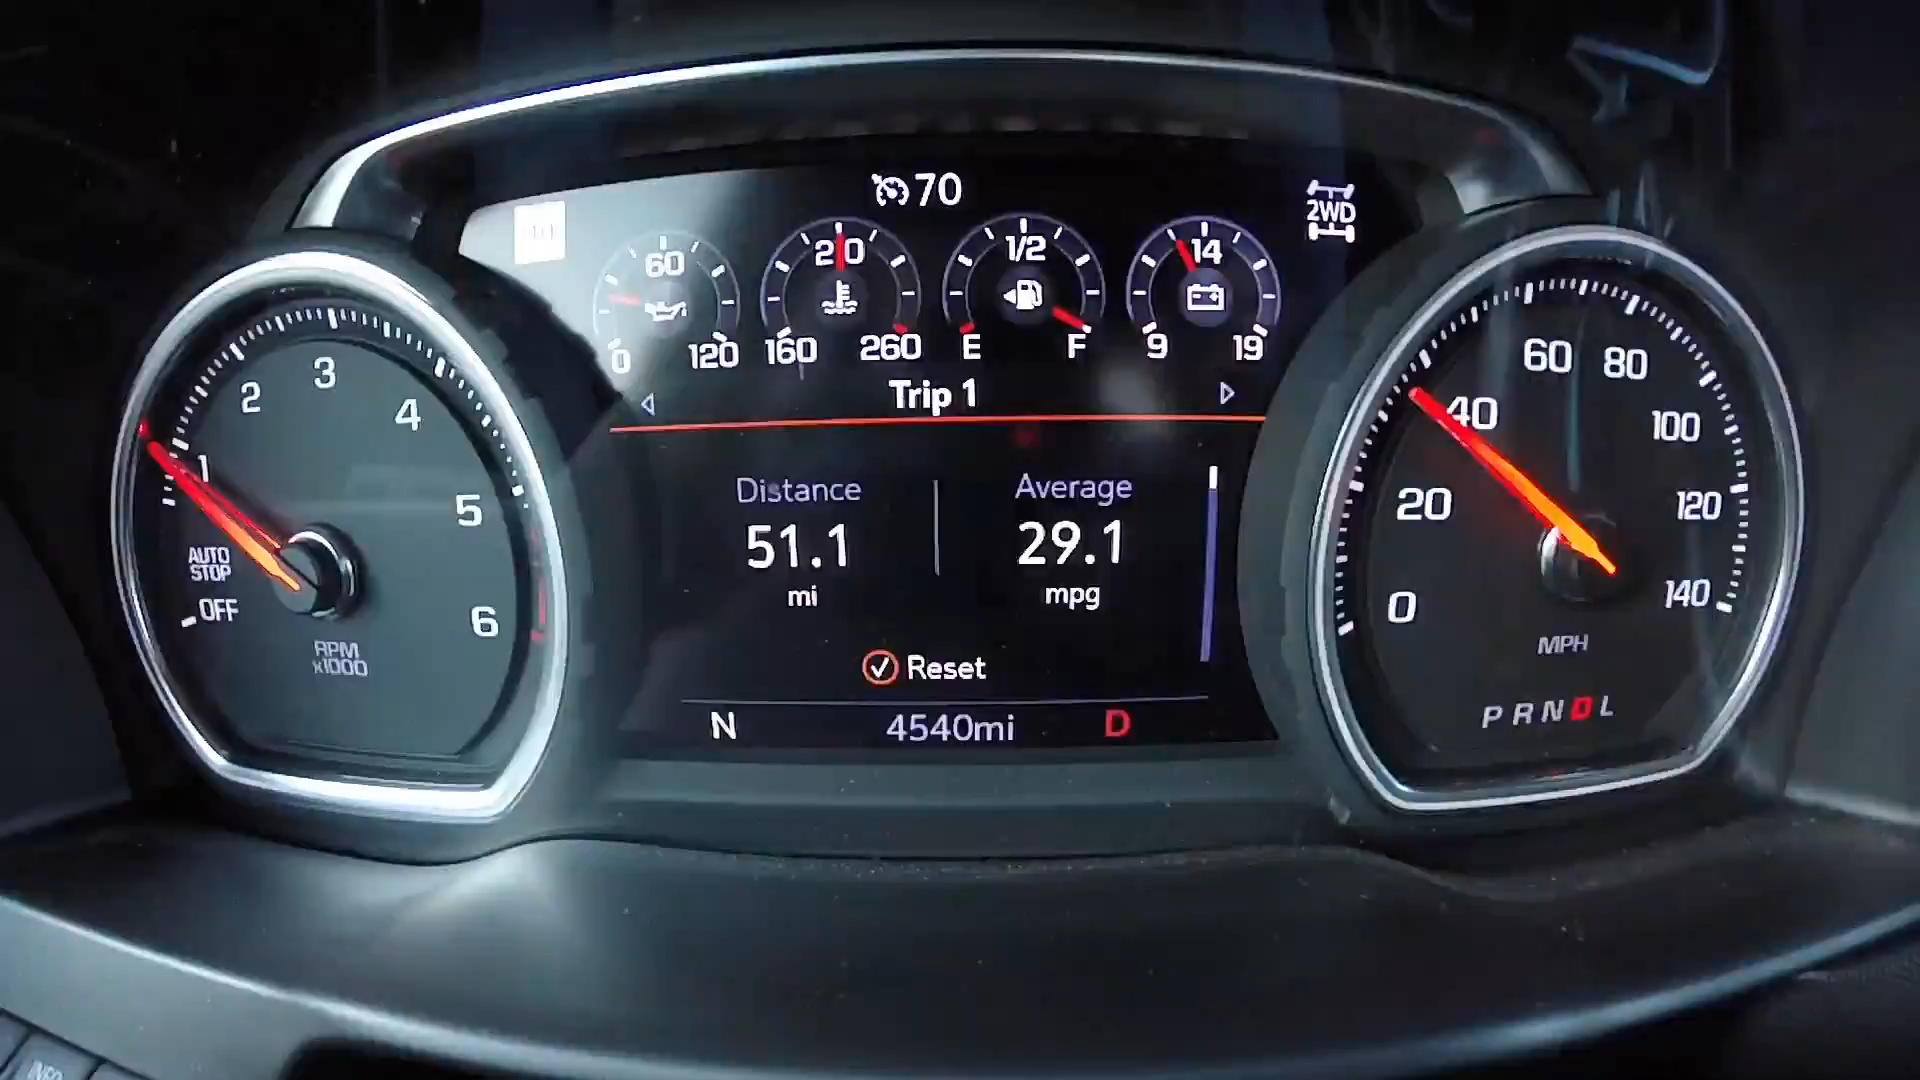 70
2WD
60
0 120
210
160 260
1/2
E F
14
9 19
Trip 1
Distance
51.1
mi
Average
29.1
mpg
Reset
N 4540mi D
1 2 3 4 5 6
AUTO
STOP
OFF
RPM
x1000
0 20 40 60 80 100 120 140
MPH
PRNDL
INFO